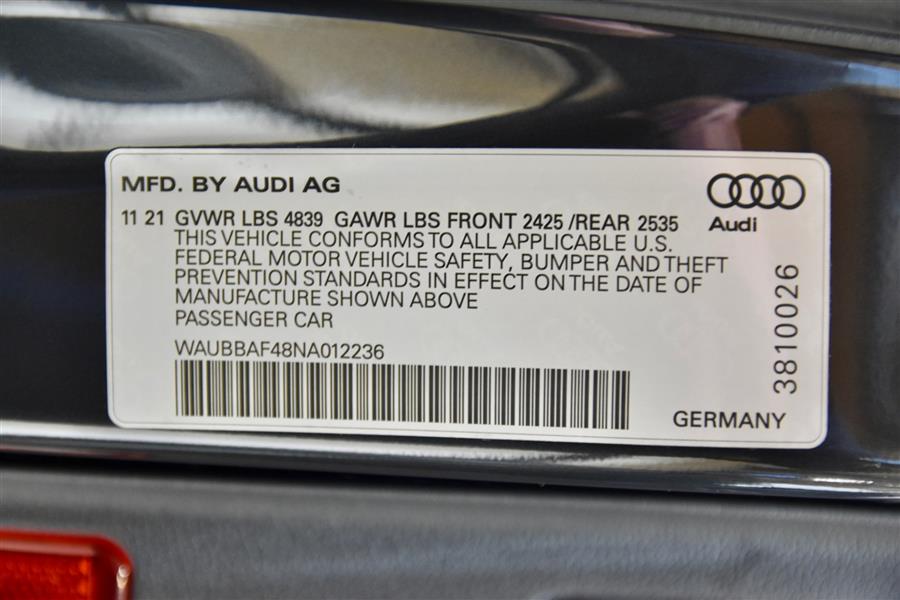 MFD. BY AUDI AG
Audi
11 21 GVWR LBS 4839 GAWR LBS FRONT 2425 /REAR 2535
THIS VEHICLE CONFORMS TO ALL APPLICABLE U.S.
FEDERAL MOTOR VEHICLE SAFETY, BUMPER AND THEFT
PREVENTION STANDARDS IN EFFECT ON THE DATE OF
MANUFACTURE SHOWN ABOVE
PASSENGER CAR
WAUBBAF48NA012236
3810026
GERMANY